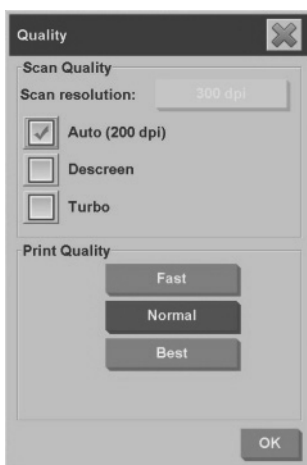 Quality
Scan Quality
Scan resolution: 300 dpi
Auto (200 dpi)
Descreen
Turbo
Print Quality
Fast
Normal
Best
OK